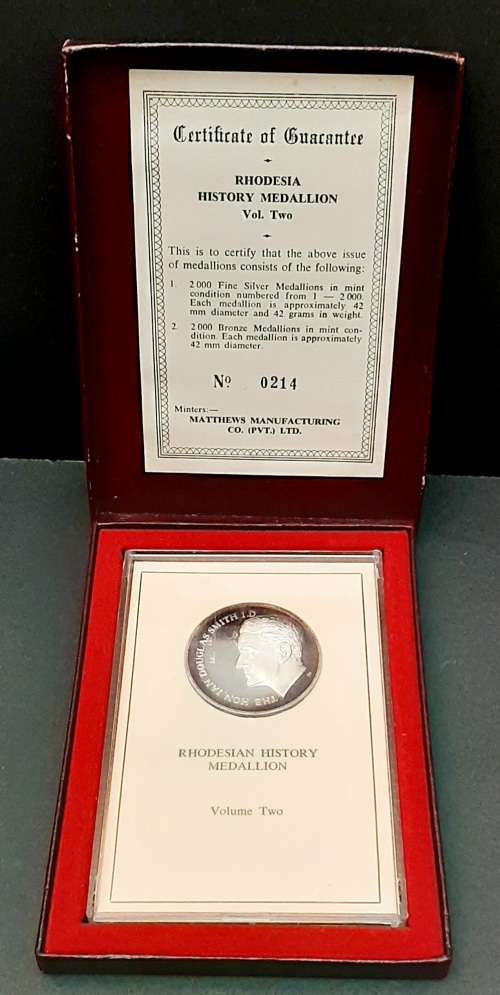 Certificate of Guarantee
RHODESIA
HISTORY MEDALLION
Vol. Two
This is to certify that the above issue
of medallions consists of the following:
1. 2 000 Fine Silver Medallions in mint
condition numbered from 1 — 2 000.
Each medallion is approximately 42
mm diameter and 42 grams in weight.
2. 2 000 Bronze Medallions in mint con-
dition. Each medallion is approximately
42 mm diameter.
No 0214
Minters:—
MATTHEWS MANUFACTURING
CO. (PVT.) LTD.
THE HON IAN DOUGLAS SMITH I.D.
RHODESIAN HISTORY
MEDALLION
Volume Two